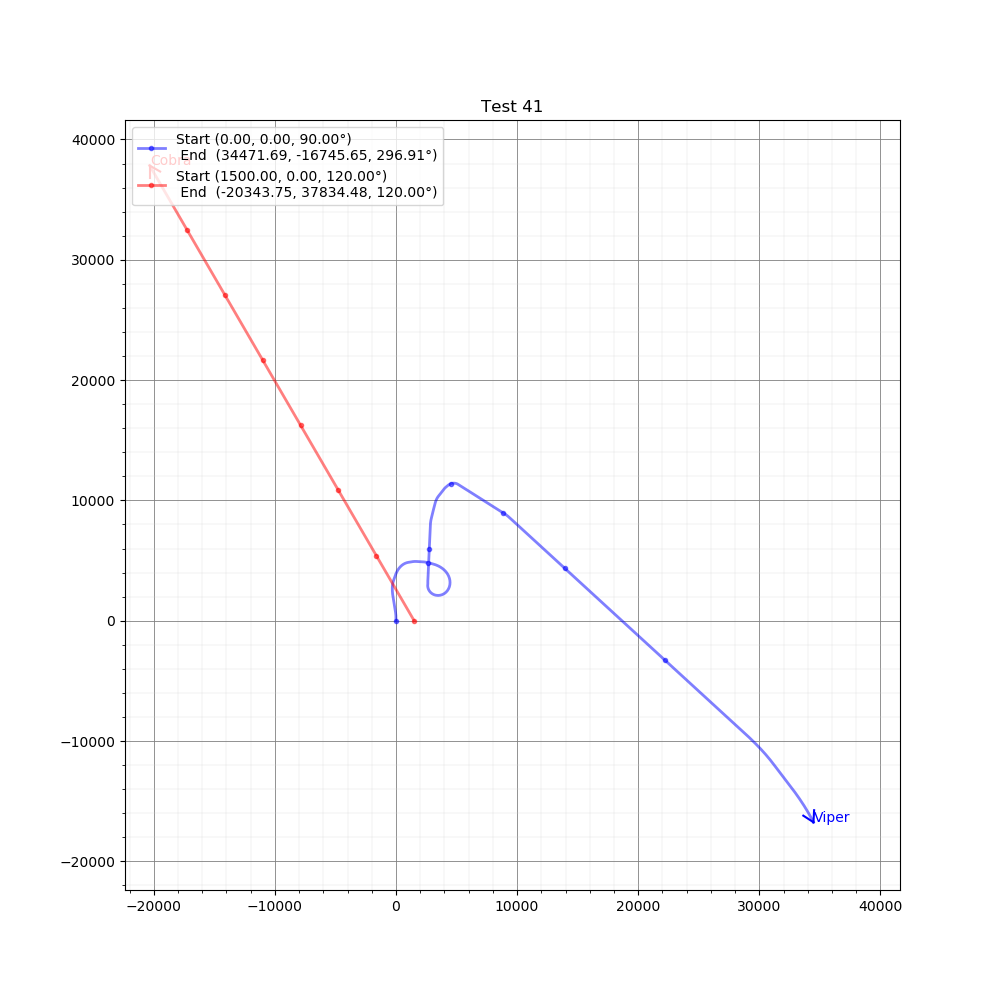 Test 41
Start (0.00, 0.00, 90.00°)
End (34471.69, -16745.65, 296.91°)
Start (1500.00, 0.00, 120.00°)
End (-20343.75, 37834.48, 120.00°)
Cobra
40000
30000
20000
10000
0
−10000
−20000
Viper
−20000 −10000 0 10000 20000 30000 40000